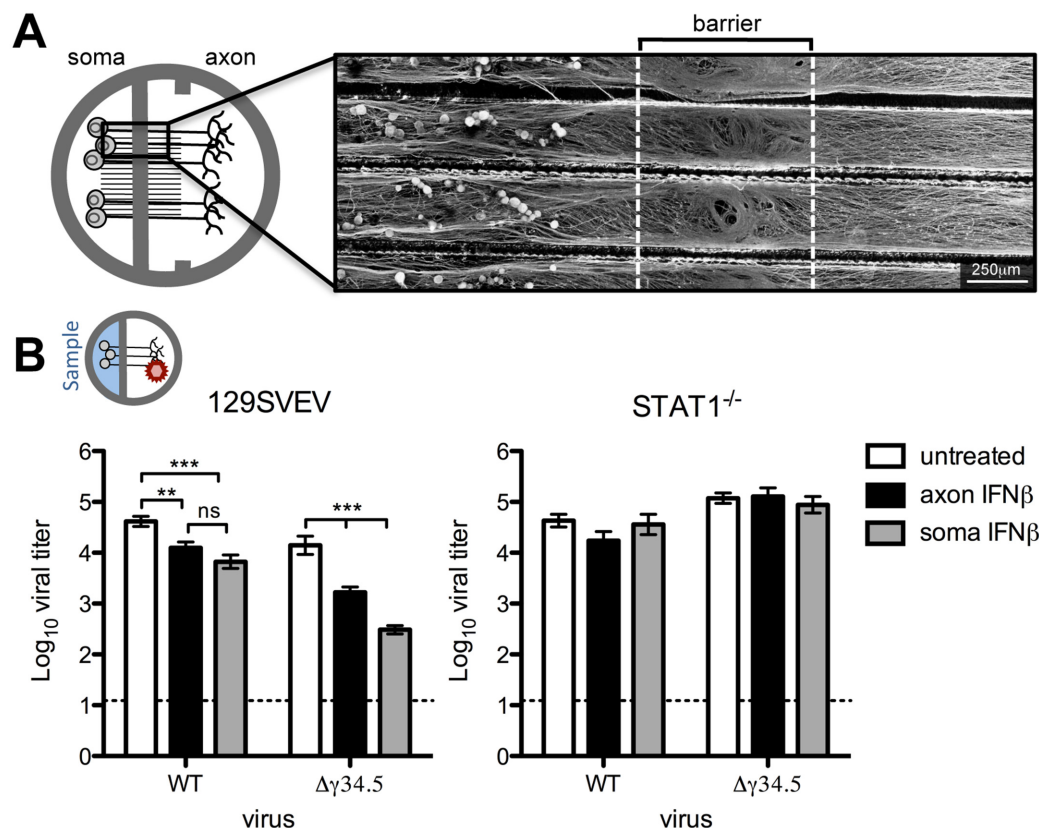 A
soma axon
barrier
250μm
B
Sample
129SVEV
STAT1-/-
untreated
axon IFNβ
soma IFNβ
Log10 viral titer
6
5
4
3
2
1
0
***
**
ns
***
WT Δγ34.5
virus
Log10 viral titer
6
5
4
3
2
1
0
WT Δγ34.5
virus